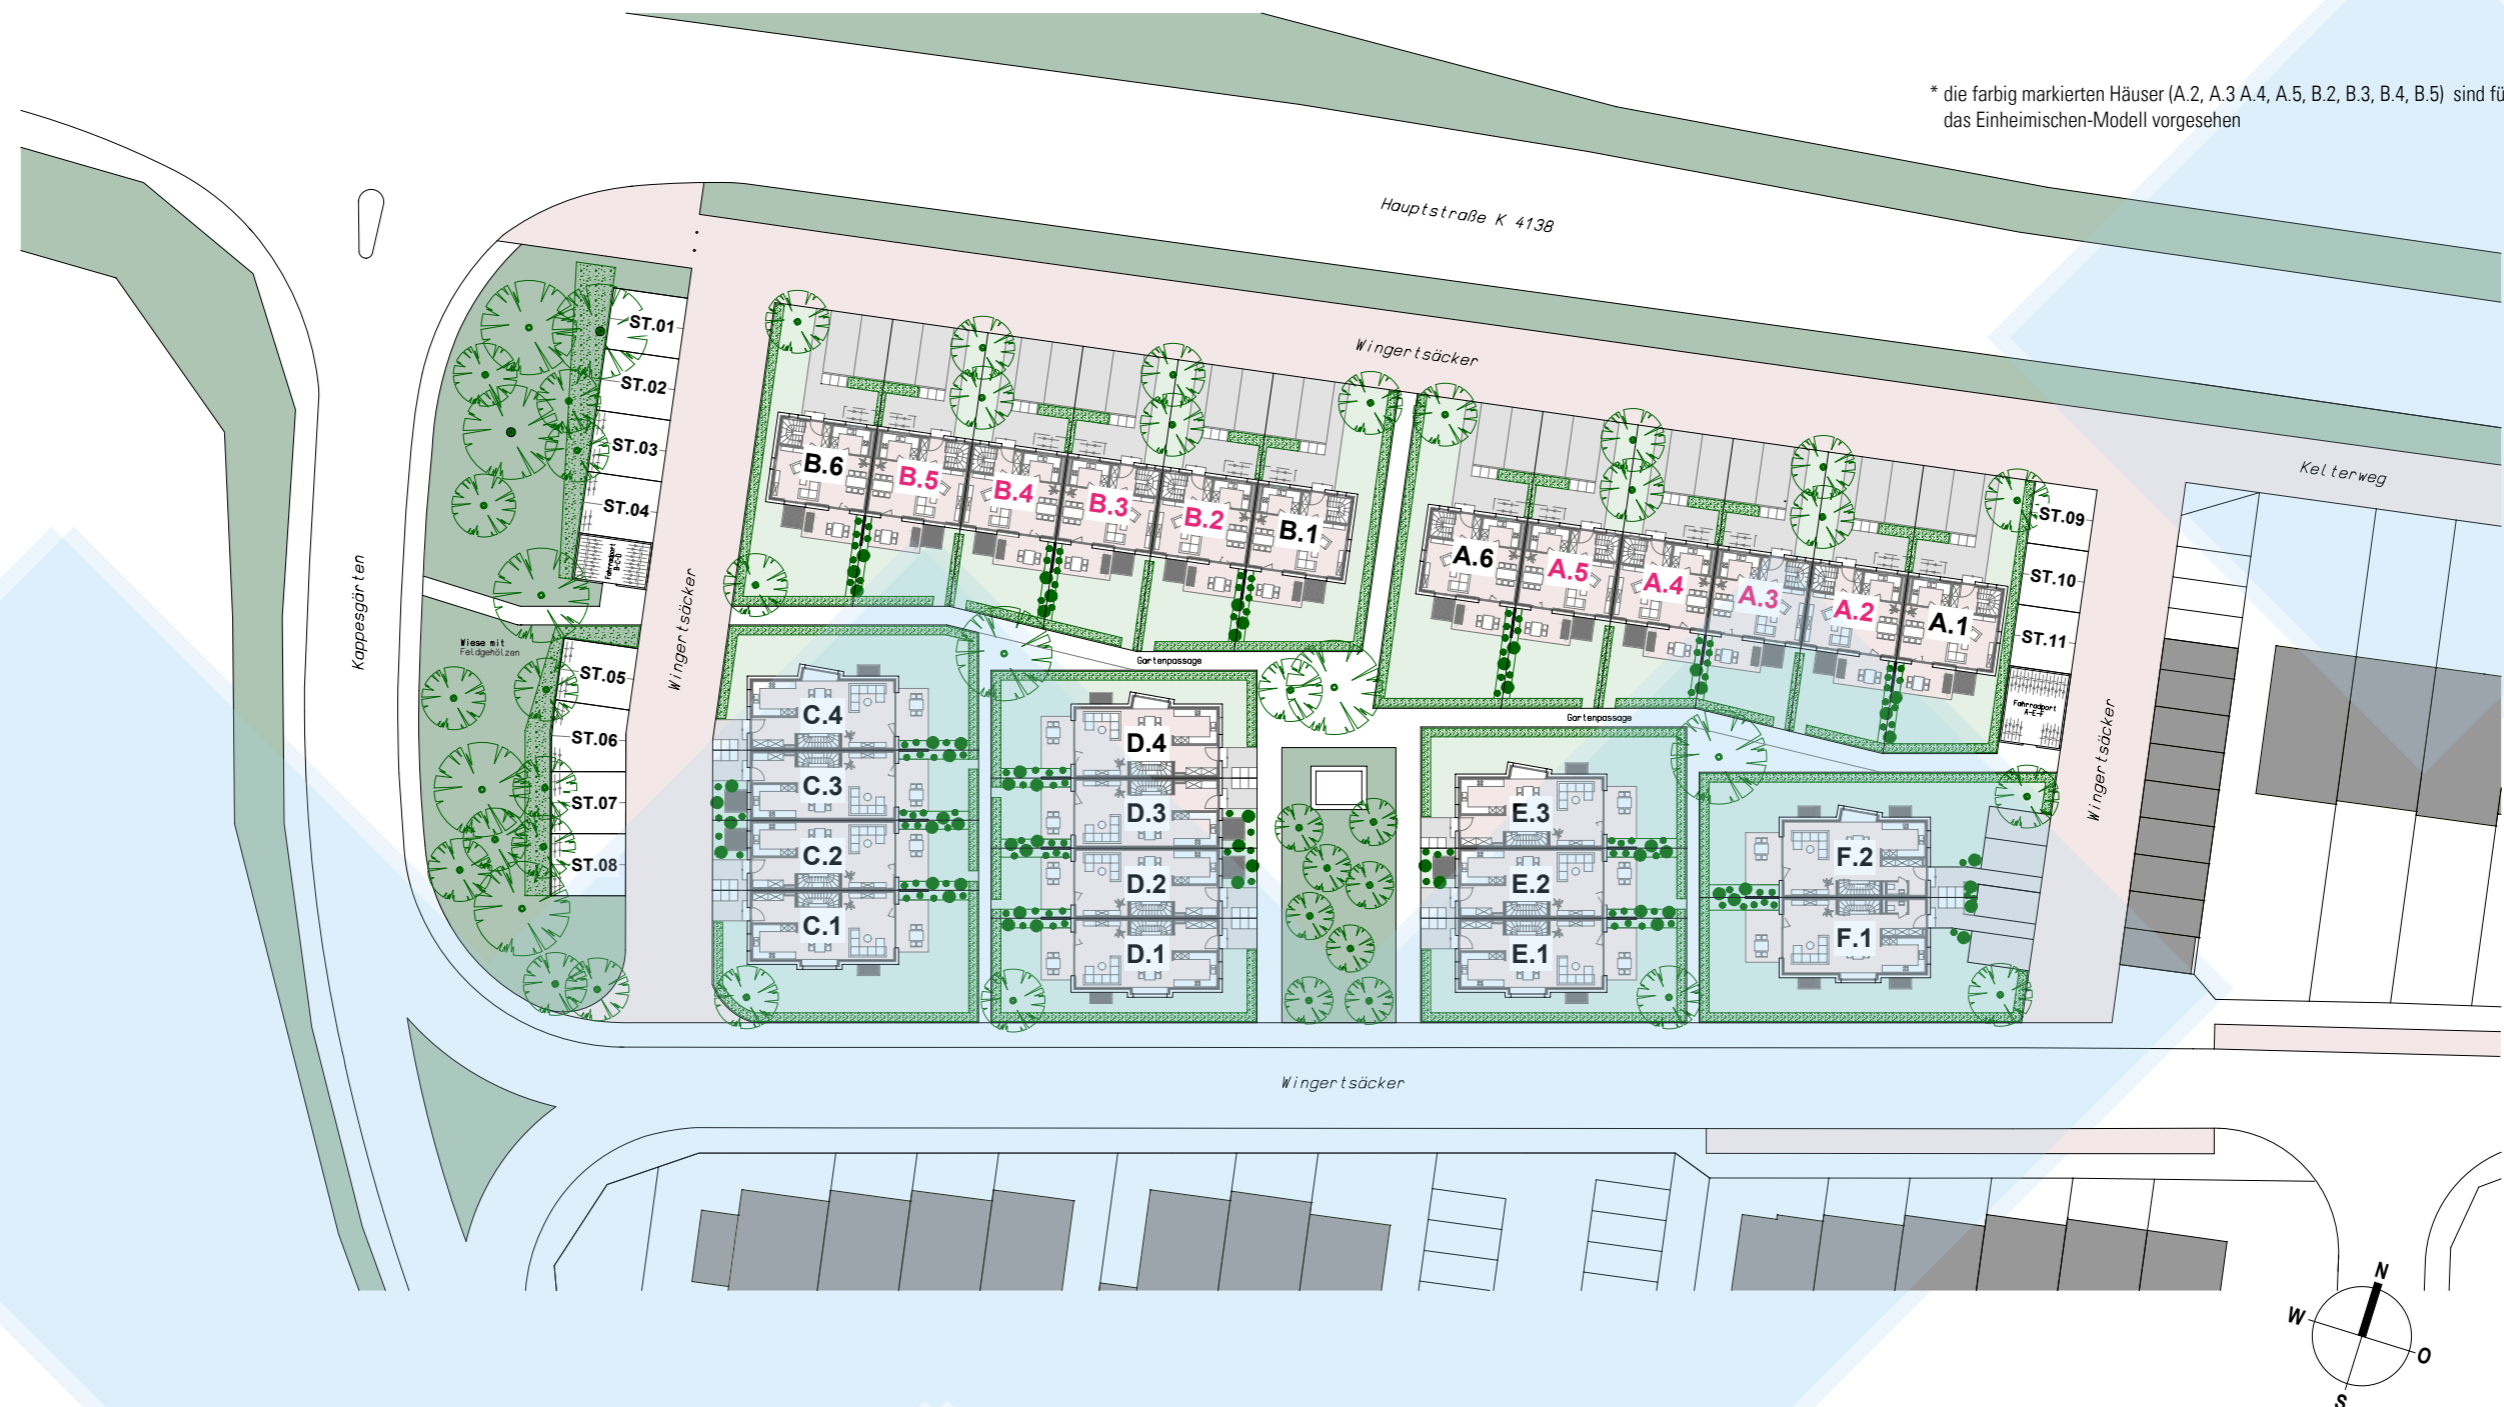 * die farbig markierten Häuser (A.2, A.3 A.4, A.5, B.2, B.3, B.4, B.5) sind fü
das Einheimischen-Modell vorgesehen
Hauptstraße K 4138
Wingertsäcker
Kelterweg
ST.01
ST.02
ST.03
ST.04
Fahrradport
B-C-D
Kappesgärten
Wingertsäcker
Wiese mit
Feldgehölzen
ST.05
ST.06
ST.07
ST.08
B.6
B.5
B.4
B.3
B.2
B.1
A.6
A.5
A.4
A.3
A.2
A.1
ST.09
ST.10
ST.11
Fahrradport
A-E-F
Wingertsäcker
Gartenpassage
Gartenpassage
C.4
C.3
C.2
C.1
D.4
D.3
D.2
D.1
E.3
E.2
E.1
F.2
F.1
Wingertsäcker
N
W
O
S